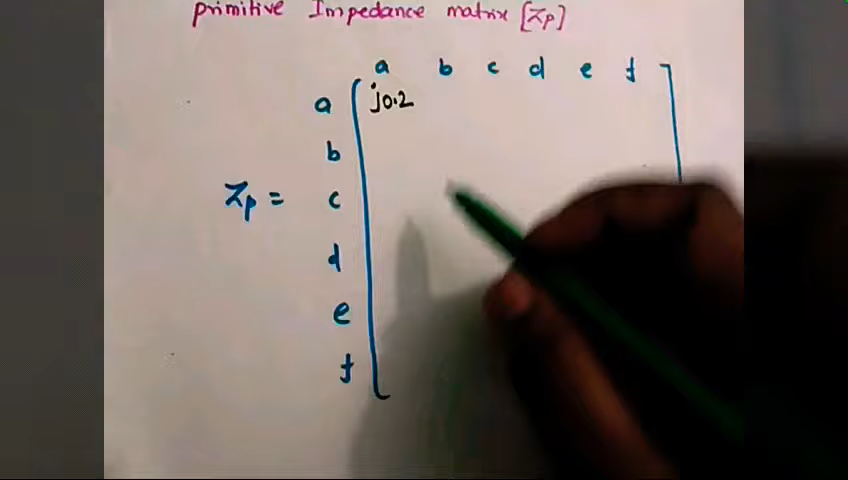 primitive Impedance matrix [Zp]
a b c d e f
a j0.2
b
Zp = c
d
e
f